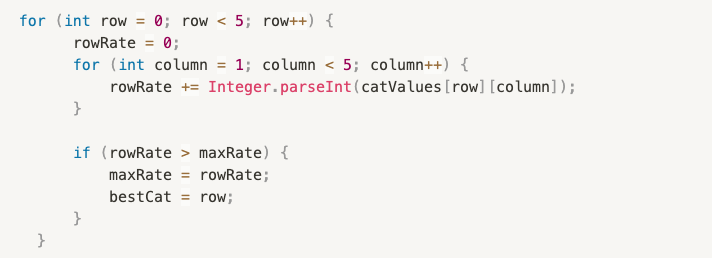 for (int row = 0; row < 5; row++) {
      rowRate = 0;
      for (int column = 1; column < 5; column++) {
          rowRate += Integer.parseInt(catValues[row][column]);
      }

      if (rowRate > maxRate) {
          maxRate = rowRate;
          bestCat = row;
      }
  }